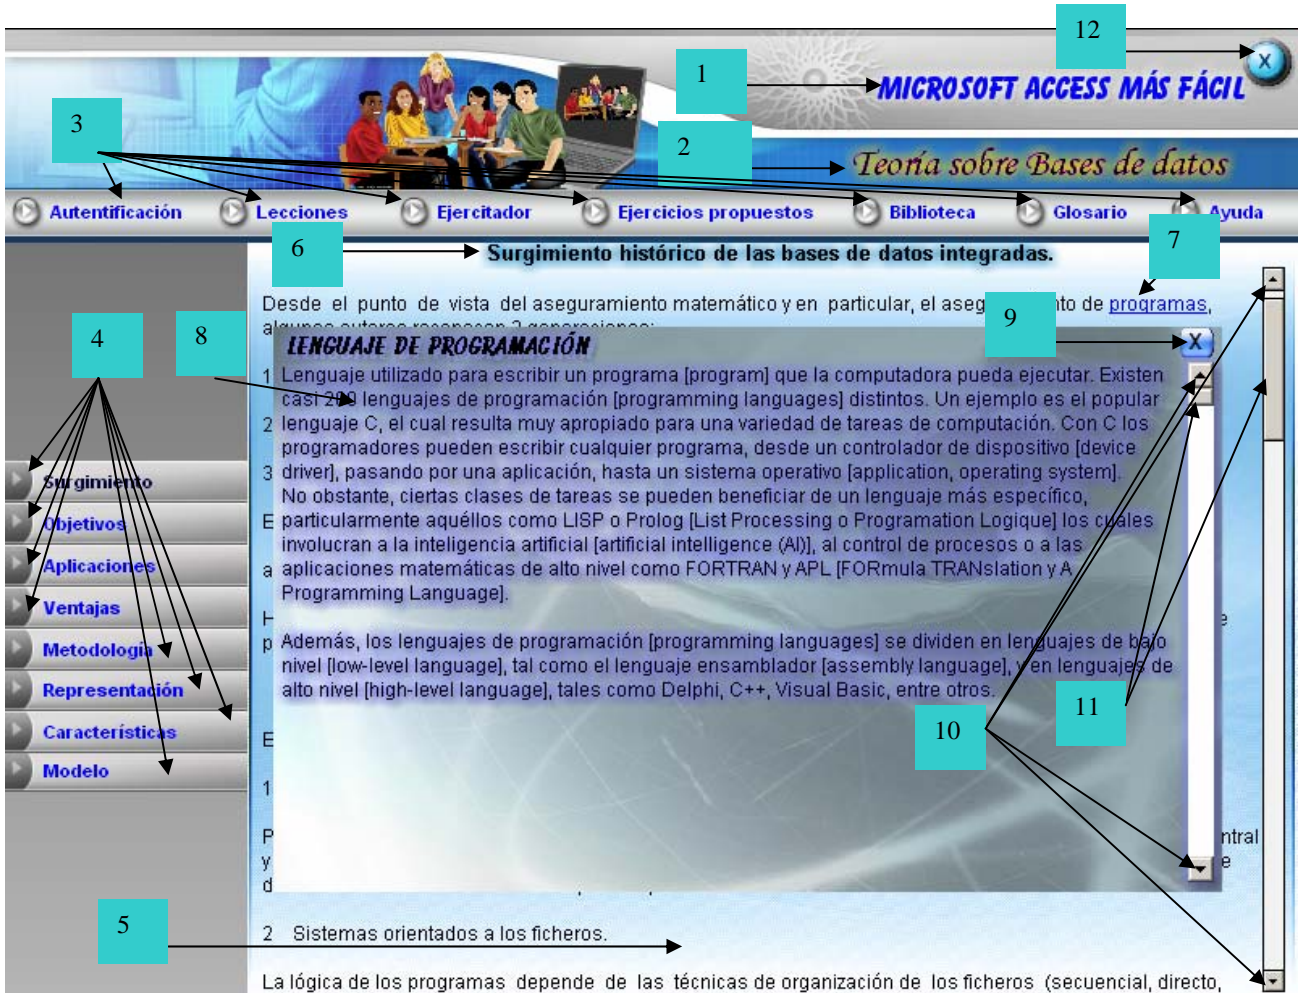 12
1
MICROSOFT ACCESS MÁS FÁCIL
X
3
2
Teoría sobre Bases de datos
Autentificación Lecciones Ejercitador Ejercicios propuestos Biblioteca Glosario Ayuda
6
Surgimiento histórico de las bases de datos integradas.
7
Desde el punto de vista del aseguramiento matemático y en particular, el aseg to de programas,
9
4
8
LENGUAJE DE PROGRAMACIÓN
X
1 Lenguaje utilizado para escribir un programa [program] que la computadora pueda ejecutar. Existen
casi 200 lenguajes de programación [programming languages] distintos. Un ejemplo es el popular
2 lenguaje C, el cual resulta muy apropiado para una variedad de tareas de computación. Con C los
programadores pueden escribir cualquier programa, desde un controlador de dispositivo [device
3 driver], pasando por una aplicación, hasta un sistema operativo [application, operating system].
No obstante, ciertas clases de tareas se pueden beneficiar de un lenguaje más específico,
E particularmente aquéllos como LISP o Prolog [List Processing o Programation Logique] los cuales
involucran a la inteligencia artificial [artificial intelligence (AI)], al control de procesos o a las
a aplicaciones matemáticas de alto nivel como FORTRAN y APL [FORmula TRANslation y A
Programming Language].
H e
p Además, los lenguajes de programación [programming languages] se dividen en lenguajes de bajo
nivel [low-level language], tal como el lenguaje ensamblador [assembly language], y en lenguajes de
alto nivel [high-level language], tales como Delphi, C++, Visual Basic, entre otros.
Surgimiento
Objetivos
Aplicaciones
Ventajas
Metodología
Representación
Características
Modelo
10
11
E
1
P ntral
y e
d
5
2 Sistemas orientados a los ficheros.
La lógica de los programas depende de las técnicas de organización de los ficheros (secuencial, directo,